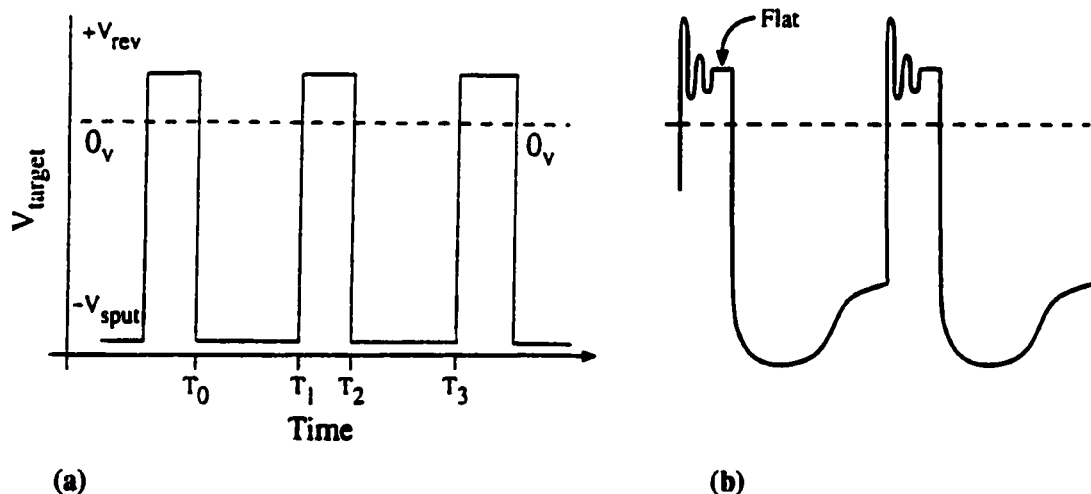 +V_rev
0_v
0_v
V_target
-V_sput
τ_0 τ_1 τ_2 τ_3
Time
(a)
Flat
(b)